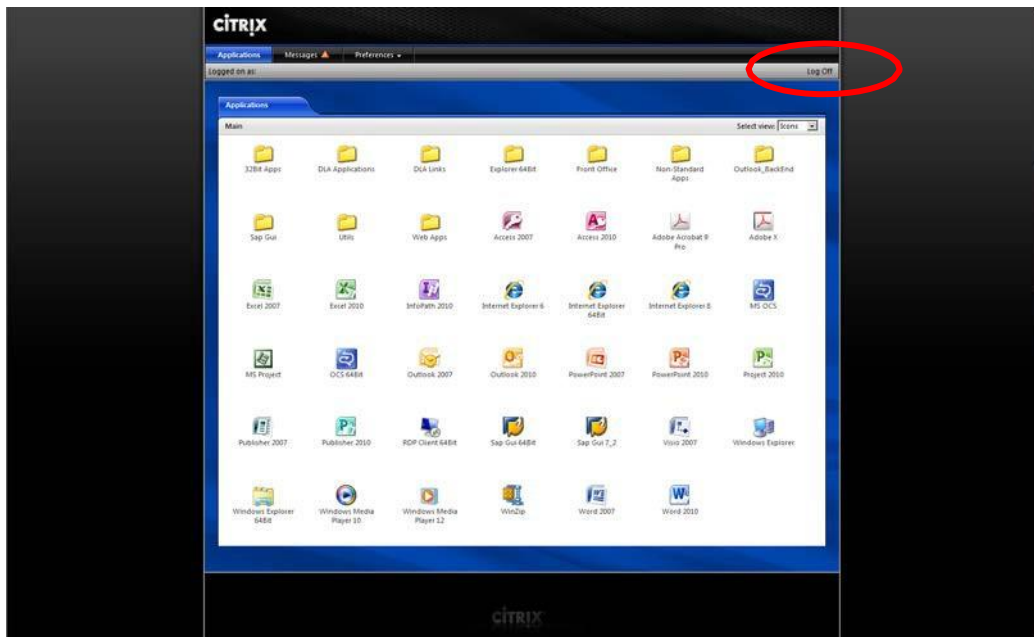 CİTRIX
Applications Messages Preferences
Logged on as: Log Off
Applications
Main Select view: Icons
32Bit Apps DLA Applications DLA Links Explorer 64Bit Front Office Non-Standard Apps Outlook_BackEnd
Sap Gui Utils Web Apps Access 2007 Access 2010 Adobe Acrobat 9 Pro Adobe X
Excel 2007 Excel 2010 InfoPath 2010 Internet Explorer 6 Internet Explorer 64Bit Internet Explorer 8 MS OCS
MS Project OCS 64Bit Outlook 2007 Outlook 2010 PowerPoint 2007 PowerPoint 2010 Project 2010
Publisher 2007 Publisher 2010 RDP Client 64Bit Sap Gui 64Bit Sap Gui 7_2 Visio 2007 Windows Explorer
Windows Explorer 64Bit Windows Media Player 10 Windows Media Player 12 WinZip Word 2007 Word 2010
CİTRIX